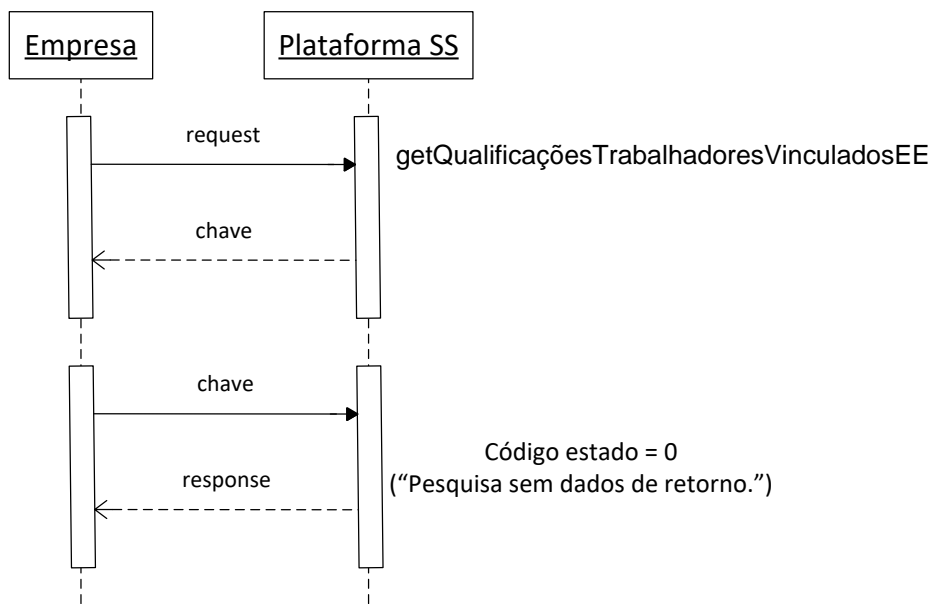 Empresa
Plataforma SS
request
getQualificaçõesTrabalhadoresVinculadosEE
chave
chave
Código estado = 0
(“Pesquisa sem dados de retorno.”)
response